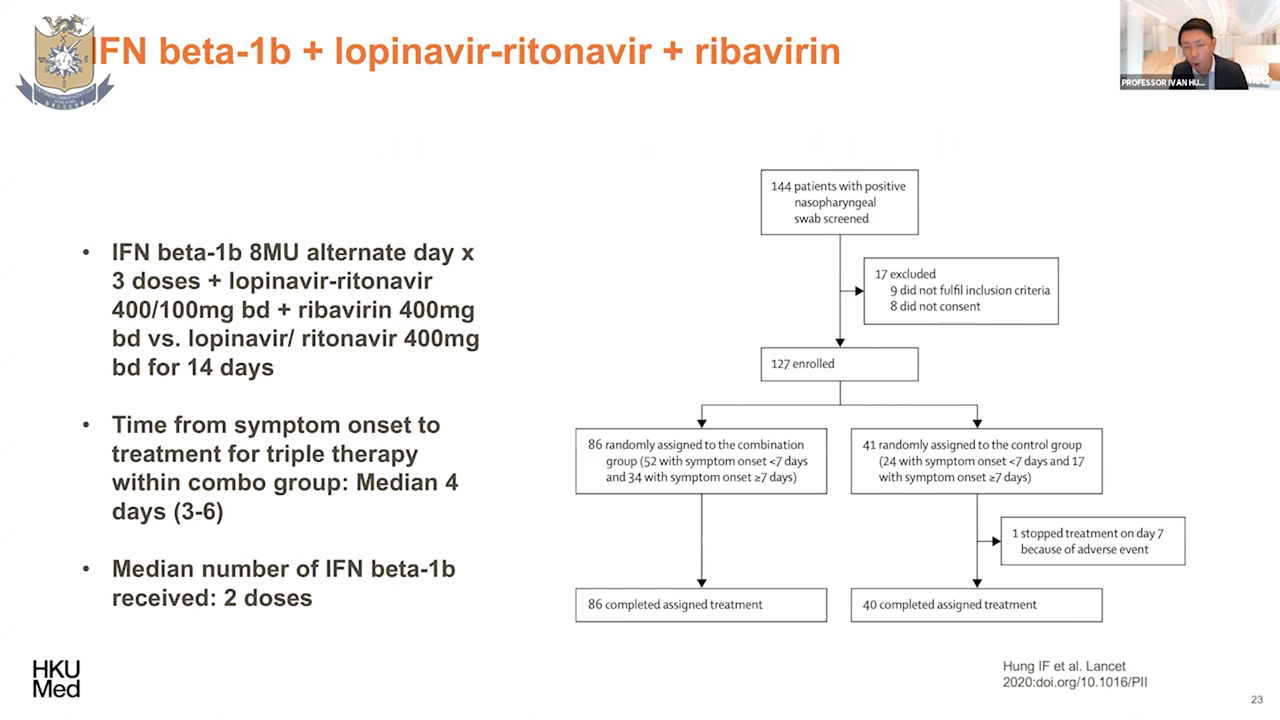 IFN beta-1b + lopinavir-ritonavir + ribavirin
PROFESSOR IVAN HU...
HKU
Med
• IFN beta-1b 8MU alternate day x
3 doses + lopinavir-ritonavir
400/100mg bd + ribavirin 400mg
bd vs. lopinavir/ ritonavir 400mg
bd for 14 days
• Time from symptom onset to
treatment for triple therapy
within combo group: Median 4
days (3-6)
• Median number of IFN beta-1b
received: 2 doses
144 patients with positive
nasopharyngeal
swab screened
17 excluded
9 did not fulfil inclusion criteria
8 did not consent
127 enrolled
86 randomly assigned to the combination
group (52 with symptom onset <7 days
and 34 with symptom onset ≥7 days)
41 randomly assigned to the control group
(24 with symptom onset <7 days and 17
with symptom onset ≥7 days)
1 stopped treatment on day 7
because of adverse event
86 completed assigned treatment
40 completed assigned treatment
HKU
Med
Hung IF et al. Lancet
2020:doi.org/10.1016/PII
23